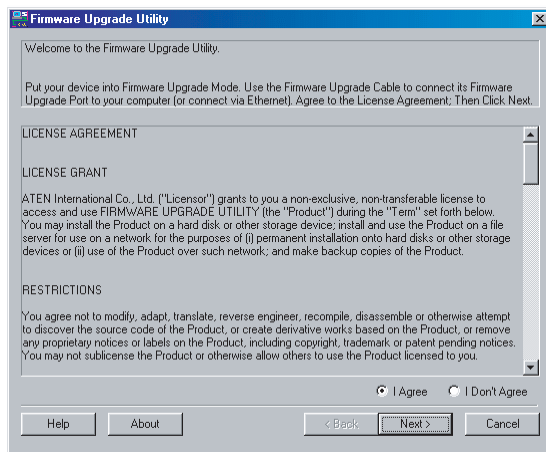 Firmware Upgrade Utility
Welcome to the Firmware Upgrade Utility.
Put your device into Firmware Upgrade Mode. Use the Firmware Upgrade Cable to connect its Firmware
Upgrade Port to your computer (or connect via Ethernet). Agree to the License Agreement; Then Click Next.
LICENSE AGREEMENT
LICENSE GRANT
ATEN International Co., Ltd. ("Licensor") grants to you a non-exclusive, non-transferable license to
access and use FIRMWARE UPGRADE UTILITY (the "Product") during the "Term" set forth below.
You may install the Product on a hard disk or other storage device; install and use the Product on a file
server for use on a network for the purposes of (i) permanent installation onto hard disks or other storage
devices or (ii) use of the Product over such network; and make backup copies of the Product.
RESTRICTIONS
You agree not to modify, adapt, translate, reverse engineer, recompile, disassemble or otherwise attempt
to discover the source code of the Product, or create derivative works based on the Product, or remove
any proprietary notices or labels on the Product, including copyright, trademark or patent pending notices.
You may not sublicense the Product or otherwise allow others to use the Product licensed to you.
I Agree I Don't Agree
Help About < Back Next > Cancel